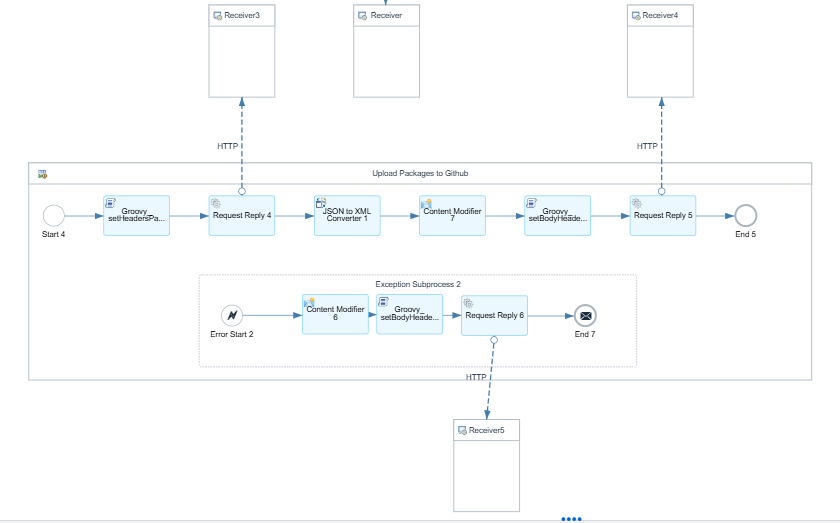 Receiver3
Receiver
Receiver4
HTTP
HTTP
Upload Packages to Github
Groovy_
setHeadersPa...
Request Reply 4
JSON to XML
Converter 1
Content Modifier
7
Groovy_
setBodyHeade...
Request Reply 5
Start 4
End 5
Exception Subprocess 2
Content Modifier
6
Groovy_
setBodyHeade...
Request Reply 6
Error Start 2
End 7
HTTP
Receiver5